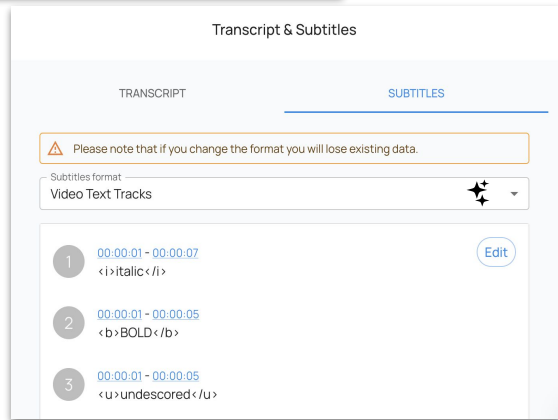 Transcript & Subtitles
TRANSCRIPT
SUBTITLES
Please note that if you change the format you will lose existing data.
Subtitles format
Video Text Tracks
1
00:00:01 - 00:00:07
Edit
<i>italic</i>
2
00:00:01 - 00:00:05
<b>BOLD</b>
3
00:00:01 - 00:00:05
<u>undescored</u>